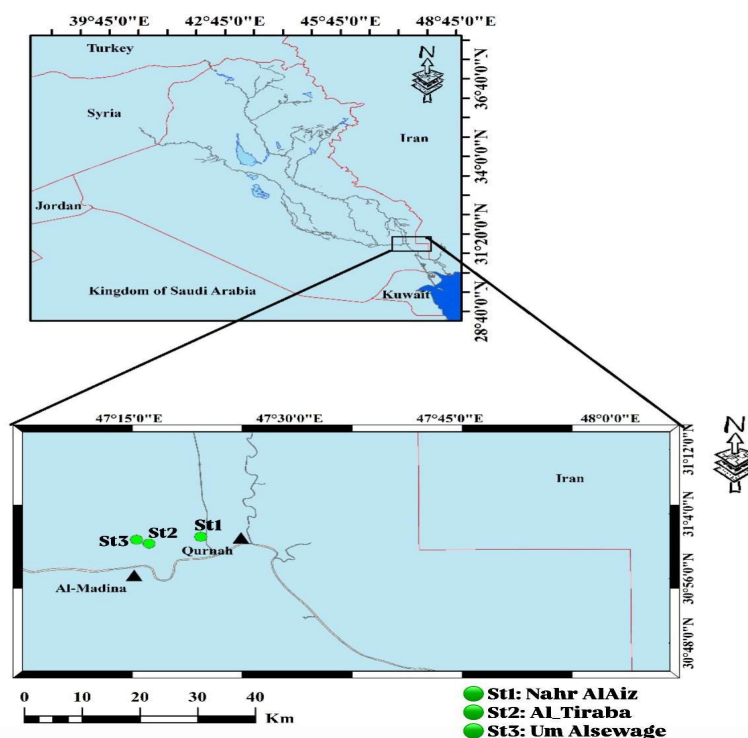 39°45'0"E 42°45'0"E 45°45'0"E 48°45'0"E
Turkey
N
36°40'0"N
Syria
Iran
34°0'0"N
Jordan
31°20'0"N
Kingdom of Saudi Arabia
Kuwait
28°40'0"N
47°15'0"E 47°30'0"E 47°45'0"E 48°0'0"E
N
31°12'0"N
Iran
31°4'0"N
St1
St3 St2
Qurnah
Al-Madina
30°56'0"N
30°48'0"N
0 10 20 30 40
Km
St1: Nahr AlAiz
St2: Al_Tiraba
St3: Um Alsewage